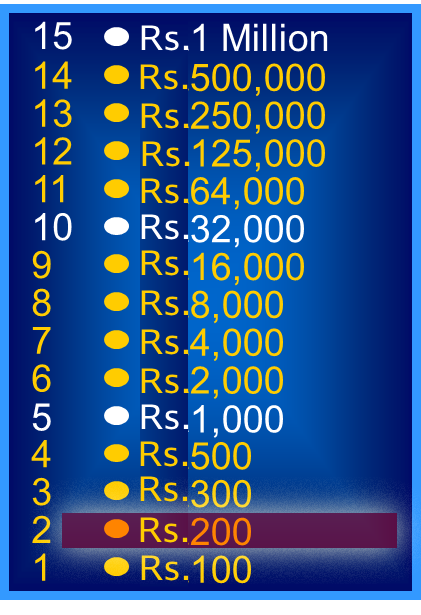 15 Rs.1 Million
14 Rs.500,000
13 Rs.250,000
12 Rs.125,000
11 Rs.64,000
10 Rs.32,000
9 Rs.16,000
8 Rs.8,000
7 Rs.4,000
6 Rs.2,000
5 Rs.1,000
4 Rs.500
3 Rs.300
2 Rs.200
1 Rs.100